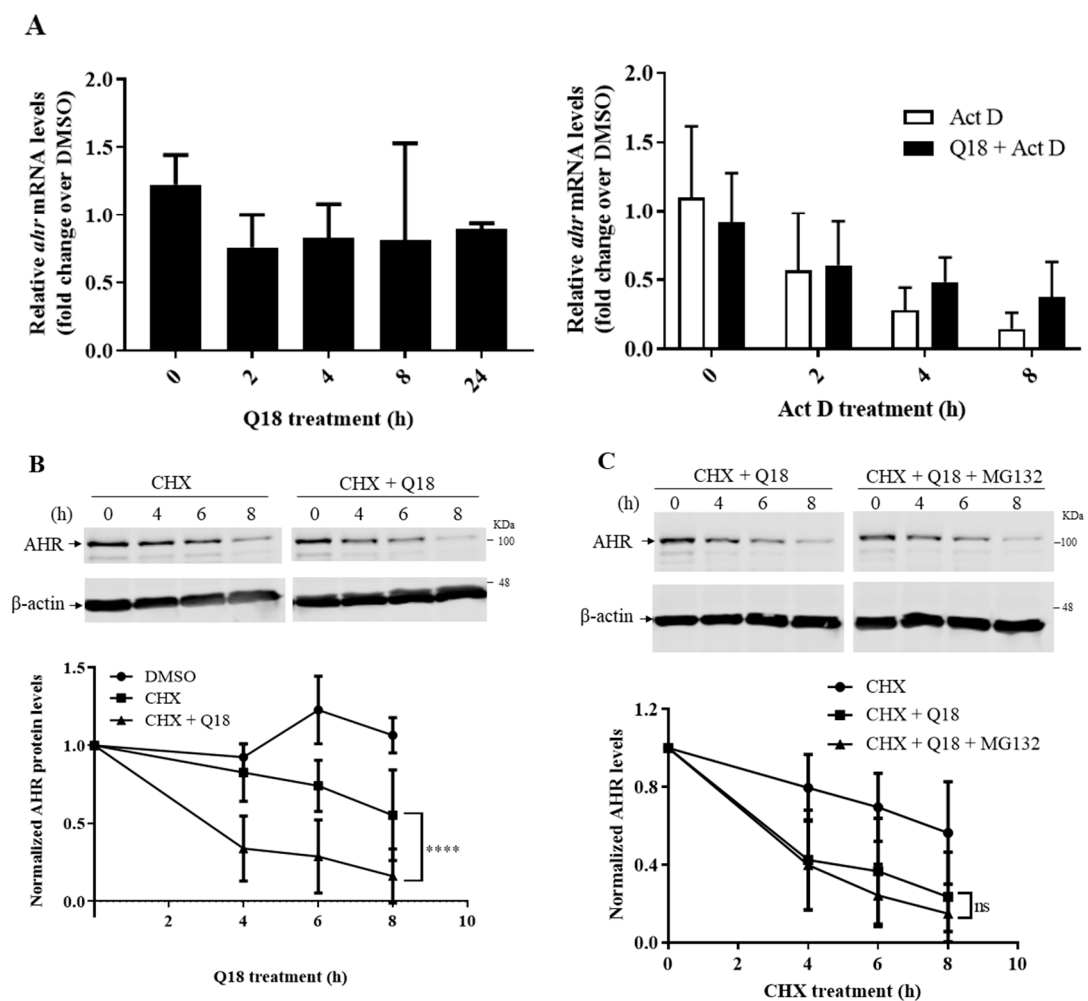 A
Relative ahr mRNA levels
(fold change over DMSO)
2.0
1.5
1.0
0.5
0.0
0 2 4 8 24
Q18 treatment (h)
Relative ahr mRNA levels
(fold change over DMSO)
2.0
1.5
1.0
0.5
0.0
Act D
Q18 + Act D
0 2 4 8
Act D treatment (h)
B
CHX CHX + Q18
(h) 0 4 6 8 0 4 6 8
KDa
AHR
100
48
β-actin
Normalized AHR protein levels
1.5
1.0
0.5
0.0
DMSO
CHX
CHX + Q18
****
2 4 6 8 10
Q18 treatment (h)
C
CHX + Q18 CHX + Q18 + MG132
(h) 0 4 6 8 0 4 6 8
KDa
AHR
100
48
β-actin
CHX
CHX + Q18
CHX + Q18 + MG132
Normalized AHR levels
1.2
0.8
0.4
0.0
ns
0 2 4 6 8 10
CHX treatment (h)